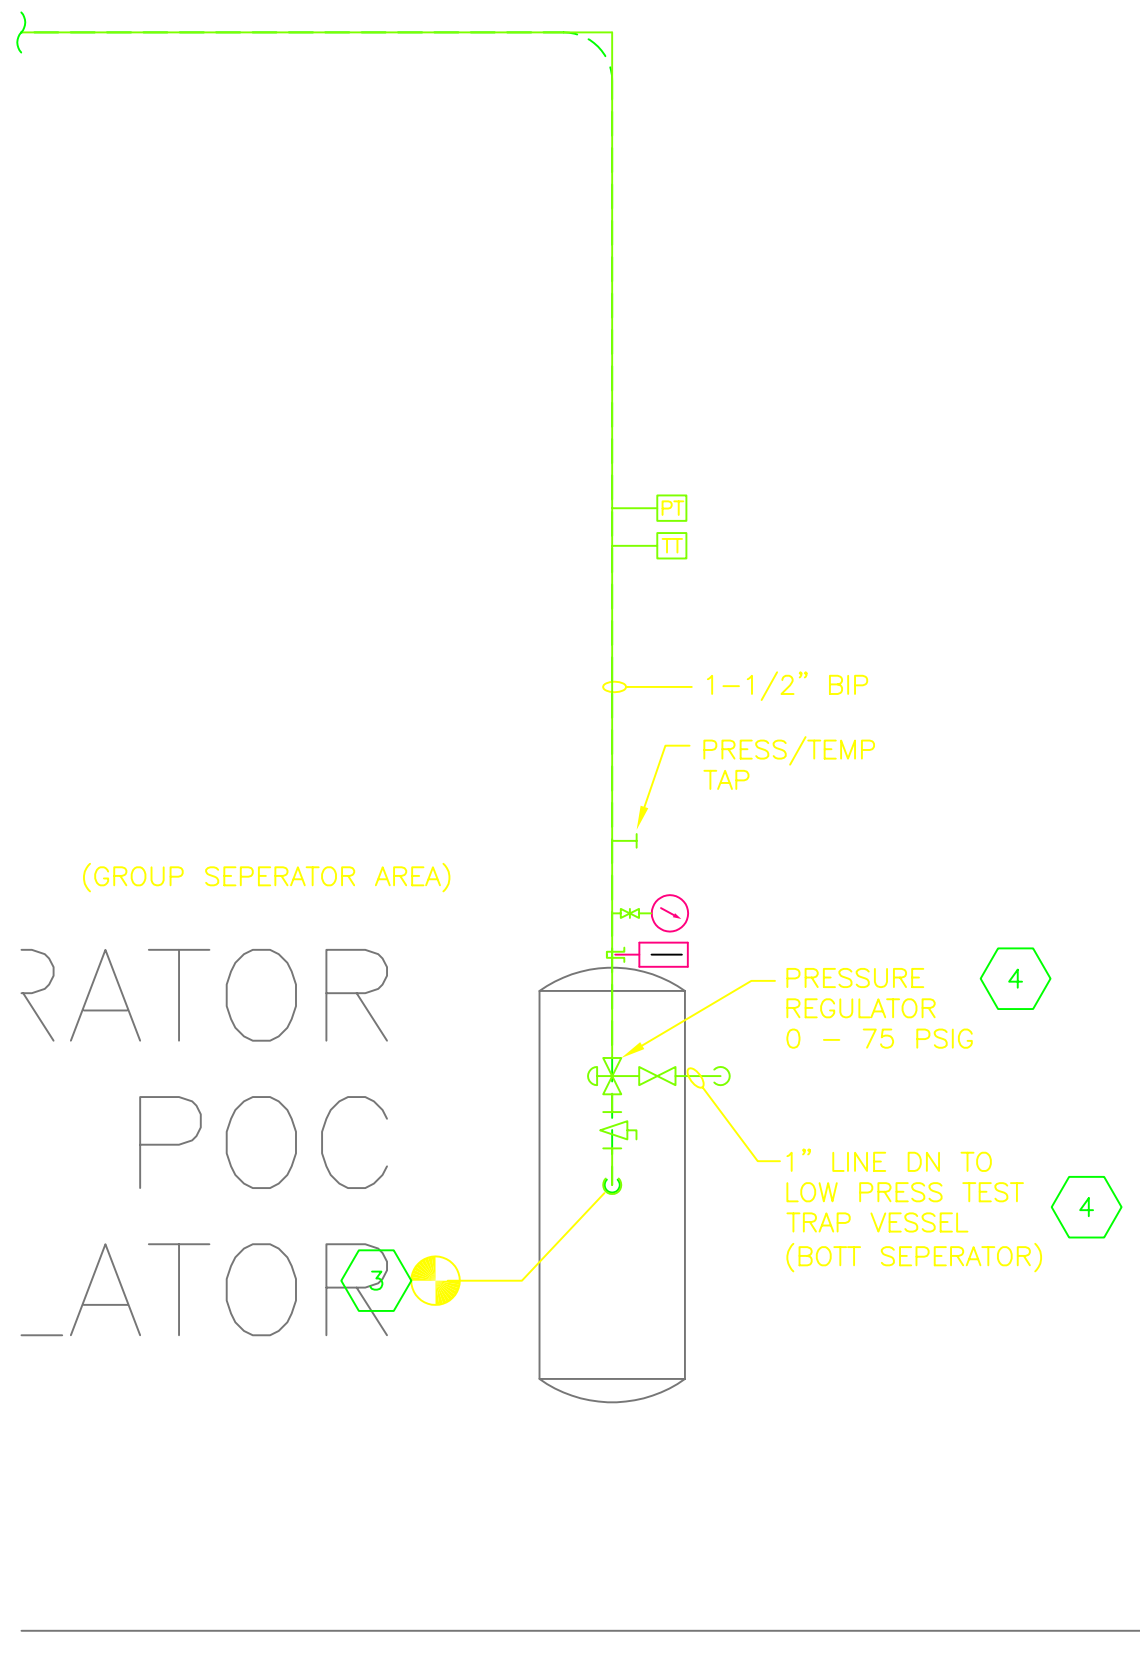 PT
TT
1-1/2" BIP
PRESS/TEMP
TAP
(GROUP SEPERATOR AREA)
RATOR
POC
LATOR
PRESSURE
REGULATOR
0 - 75 PSIG
4
1" LINE DN TO
LOW PRESS TEST
TRAP VESSEL
(BOTT SEPERATOR)
4
3